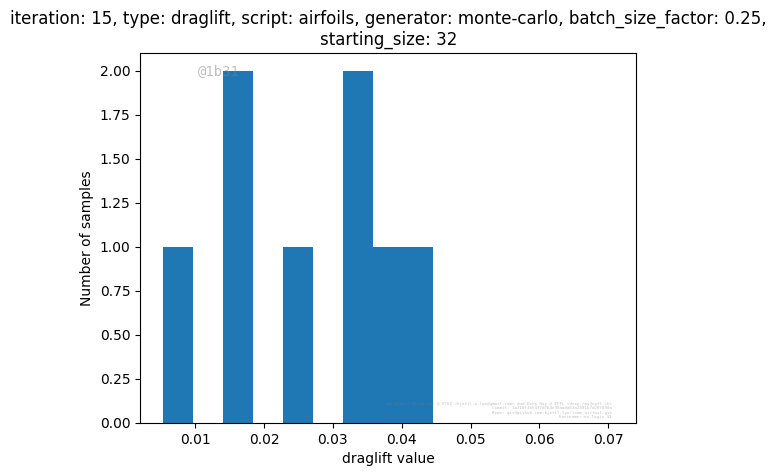 iteration: 15, type: draglift, script: airfoils, generator: monte-carlo, batch_size_factor: 0.25,
starting_size: 32
@1b31
2.00
1.75
1.50
1.25
1.00
0.75
0.50
0.25
0.00
Number of samples
0.01 0.02 0.03 0.04 0.05 0.06 0.07
draglift value